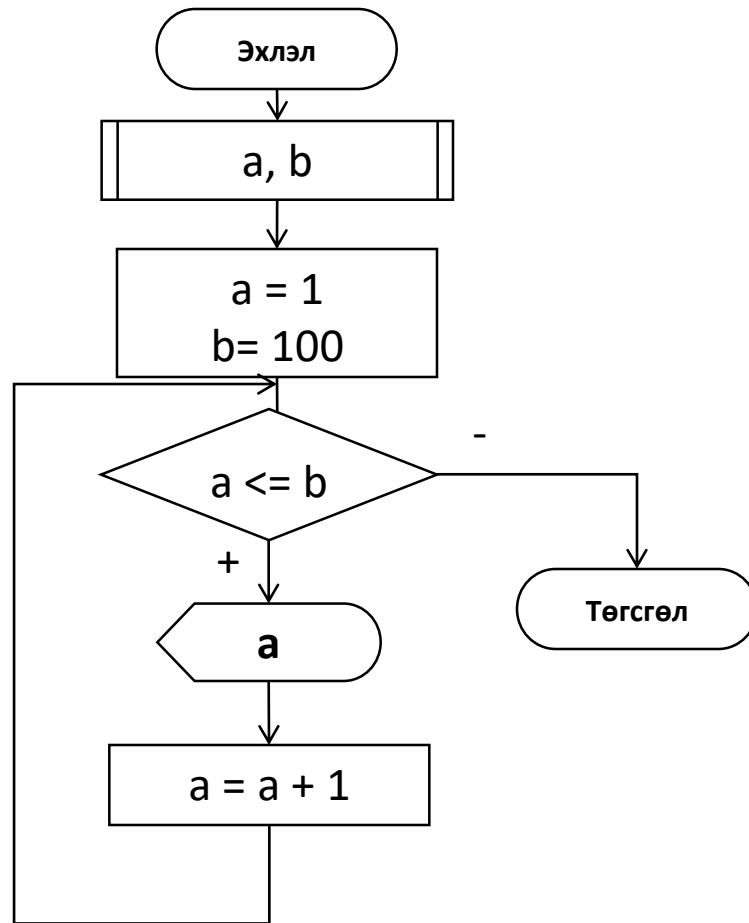 Эхлэл
a, b
a = 1
b= 100
a <= b
-
+
a
Төгсгөл
a = a + 1